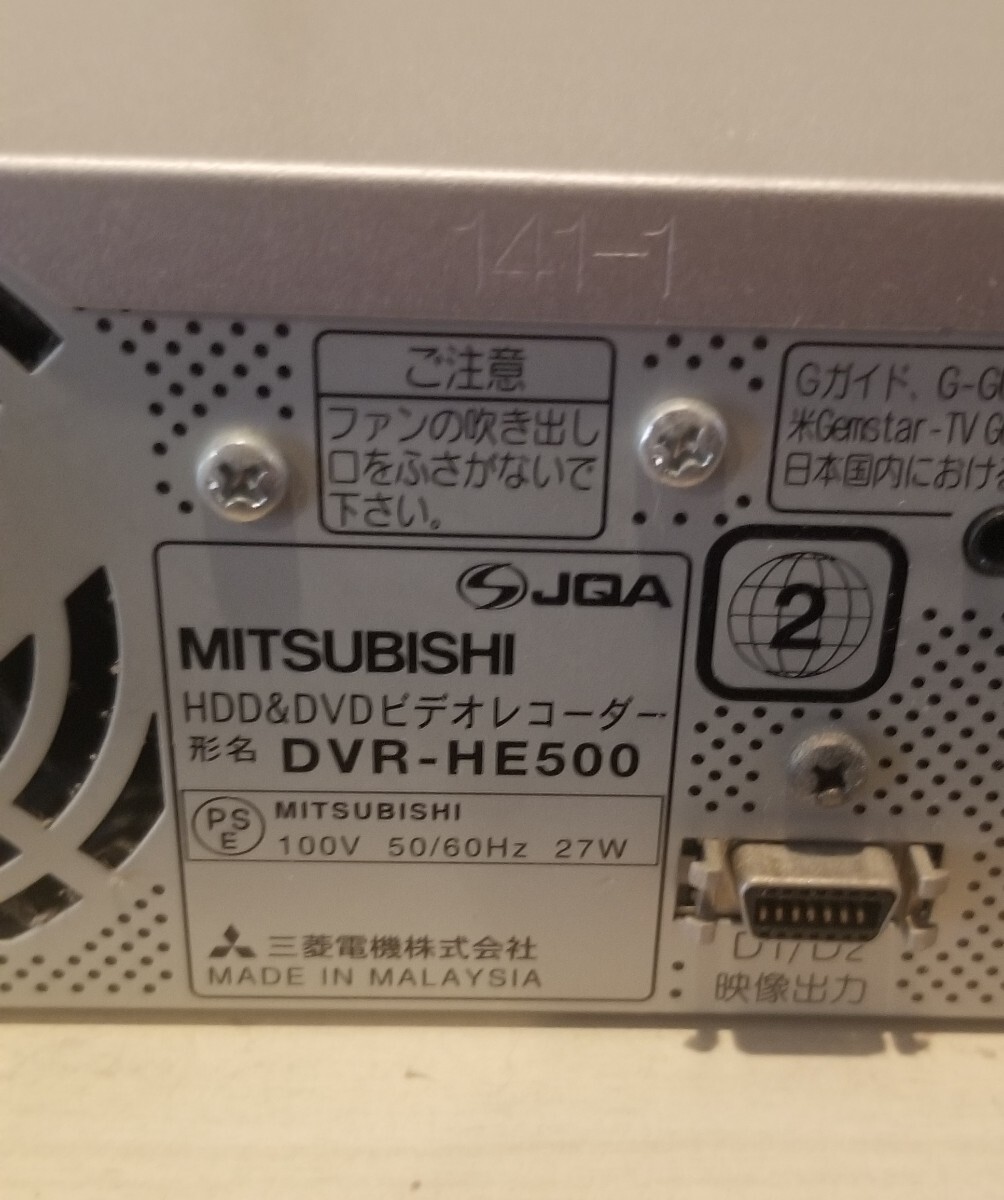 141-1
ご注意
ファンの吹き出し
口をふさがないで
下さい。
Gガイド、G-G
米Gemstar-TV G
日本国内における
JQA
MITSUBISHI
HDD&DVDビデオレコーダー
形名 DVR-HE500
PSE MITSUBISHI
100V 50/60Hz 27W
三菱電機株式会社
MADE IN MALAYSIA
2
D1/D2
映像出力